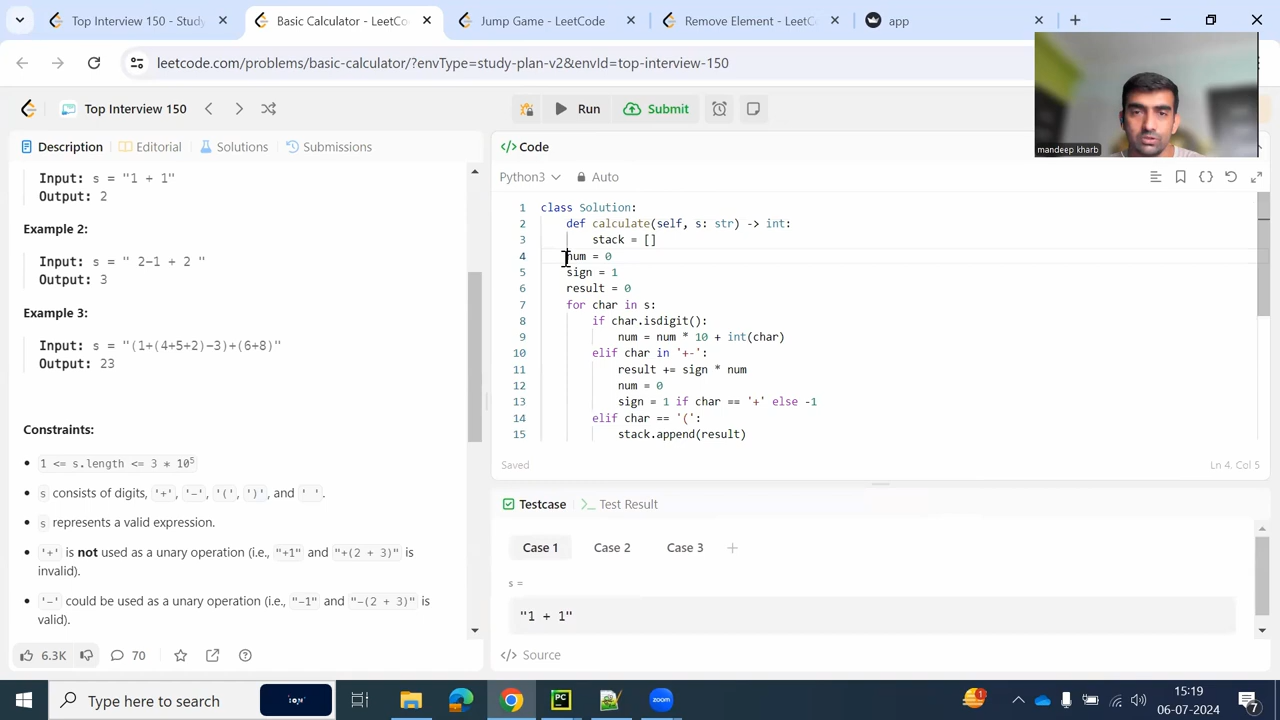 Top Interview 150 - Study
Basic Calculator - LeetCo
Jump Game - LeetCode
Remove Element - LeetC
app
leetcode.com/problems/basic-calculator/?envType=study-plan-v2&envId=top-interview-150
Top Interview 150
Run
Submit
mandeep kharb
Description
Editorial
Solutions
Submissions
Input: s = "1 + 1"
Output: 2
Example 2:
Input: s = " 2-1 + 2 "
Output: 3
Example 3:
Input: s = "(1+(4+5+2)-3)+(6+8)"
Output: 23
Constraints:
1 <= s.length <= 3 * 10⁵
s consists of digits, '+', '-', '(', ')', and ' '.
s represents a valid expression.
'+' is not used as a unary operation (i.e., "+1" and "+(2 + 3)" is
invalid).
'-' could be used as a unary operation (i.e., "-1" and "-(2 + 3)" is
valid).
6.3K
70
</> Code
Python3
Auto
1 class Solution:
2 def calculate(self, s: str) -> int:
3 stack = []
4 num = 0
5 sign = 1
6 result = 0
7 for char in s:
8 if char.isdigit():
9 num = num * 10 + int(char)
10 elif char in '+-':
11 result += sign * num
12 num = 0
13 sign = 1 if char == '+' else -1
14 elif char == '(':
15 stack.append(result)
Saved
Ln 4, Col 5
Testcase
Test Result
Case 1
Case 2
Case 3
s =
"1 + 1"
</> Source
Type here to search
PC
zoom
1
15:19
06-07-2024
7